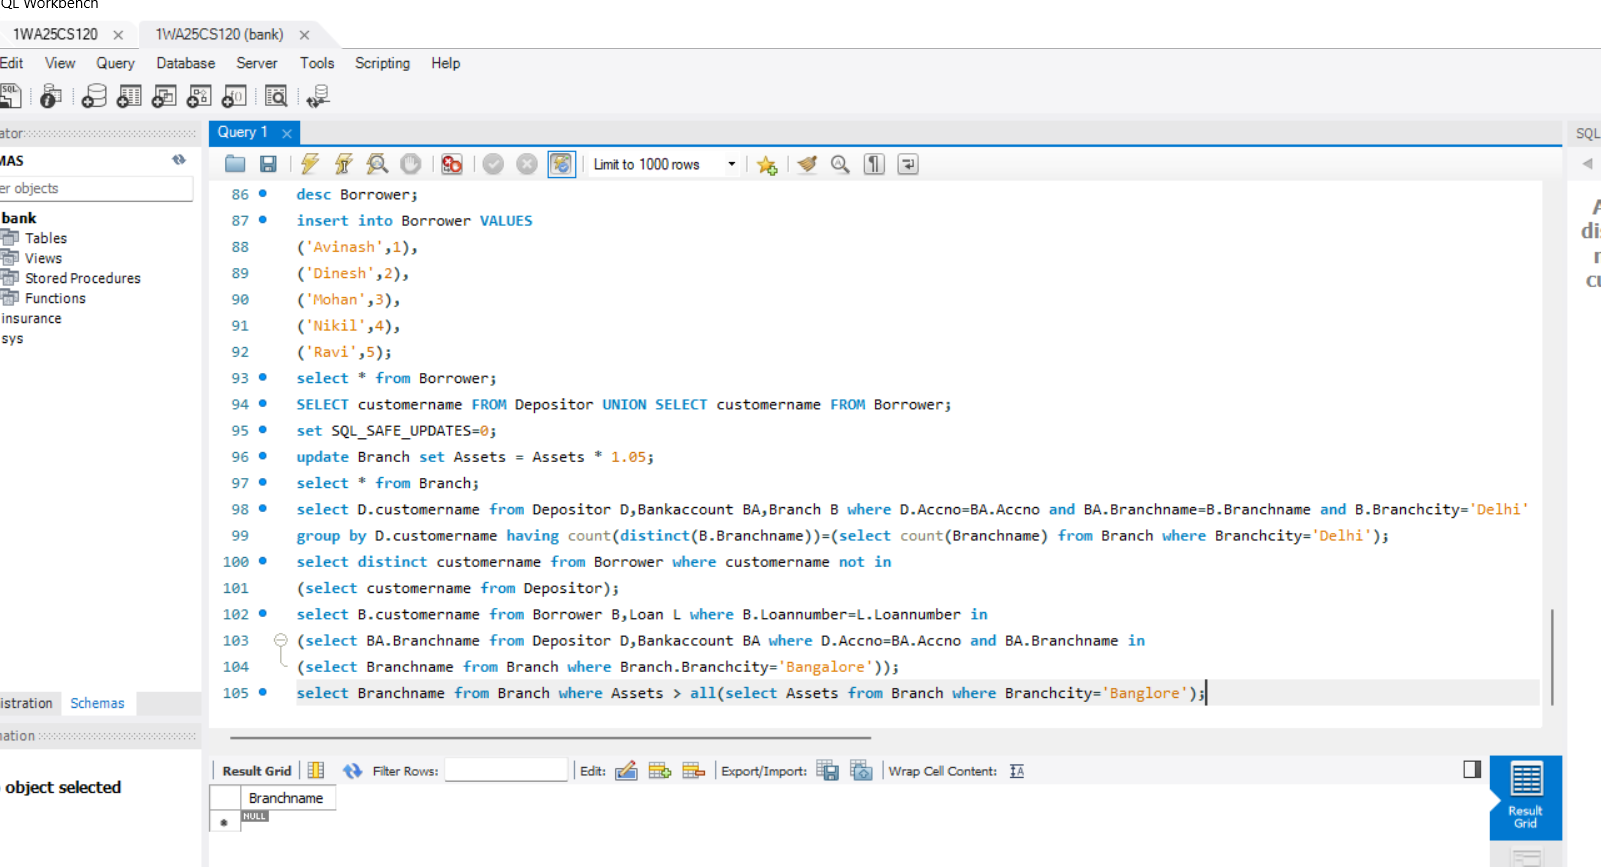 QL Workbench
1WA25CS120 ×
1WA25CS120 (bank) ×
Edit View Query Database Server Tools Scripting Help
ator
Query 1 ×
SQL
MAS
er objects
Limit to 1000 rows
bank
Tables
Views
Stored Procedures
Functions
insurance
sys
86 desc Borrower;
87 insert into Borrower VALUES
88 ('Avinash',1),
89 ('Dinesh',2),
90 ('Mohan',3),
91 ('Nikil',4),
92 ('Ravi',5);
93 select * from Borrower;
94 SELECT customername FROM Depositor UNION SELECT customername FROM Borrower;
95 set SQL_SAFE_UPDATES=0;
96 update Branch set Assets = Assets * 1.05;
97 select * from Branch;
98 select D.customername from Depositor D,Bankaccount BA,Branch B where D.Accno=BA.Accno and BA.Branchname=B.Branchname and B.Branchcity='Delhi'
99 group by D.customername having count(distinct(B.Branchname))=(select count(Branchname) from Branch where Branchcity='Delhi');
100 select distinct customername from Borrower where customername not in
101 (select customername from Depositor);
102 select B.customername from Borrower B,Loan L where B.Loannumber=L.Loannumber in
103 (select BA.Branchname from Depositor D,Bankaccount BA where D.Accno=BA.Accno and BA.Branchname in
104 (select Branchname from Branch where Branch.Branchcity='Bangalore'));
105 select Branchname from Branch where Assets > all(select Assets from Branch where Branchcity='Banglore');
istration Schemas
nation
object selected
Result Grid Filter Rows: Edit: Export/Import: Wrap Cell Content:
Branchname
NULL
Result
Grid